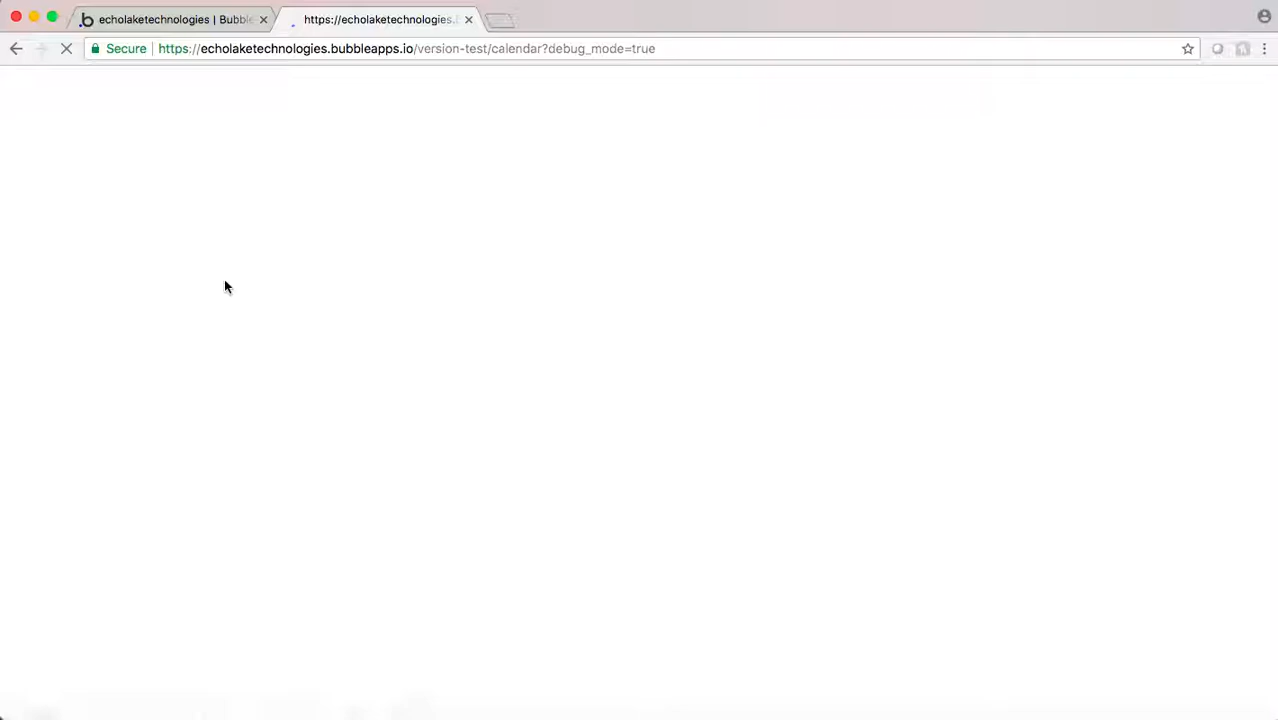 echolaketechnologies | Bubble
https://echolaketechnologies.
Secure
https://echolaketechnologies.bubbleapps.io/version-test/calendar?debug_mode=true